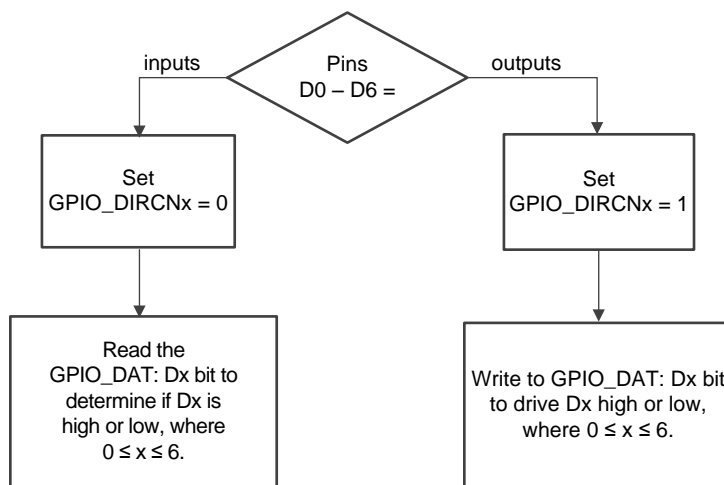 inputs
Pins
D0 – D6 =
outputs
Set
GPIO_DIRCNx = 0
Set
GPIO_DIRCNx = 1
Read the
GPIO_DAT: Dx bit to
determine if Dx is
high or low, where
0 ≤ x ≤ 6.
Write to GPIO_DAT: Dx bit
to drive Dx high or low,
where 0 ≤ x ≤ 6.